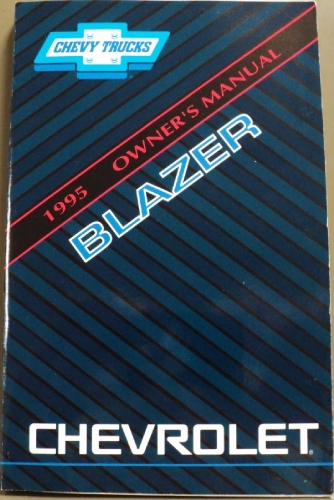 CHEVY TRUCKS
1995 OWNER'S MANUAL
BLAZER
CHEVROLET®